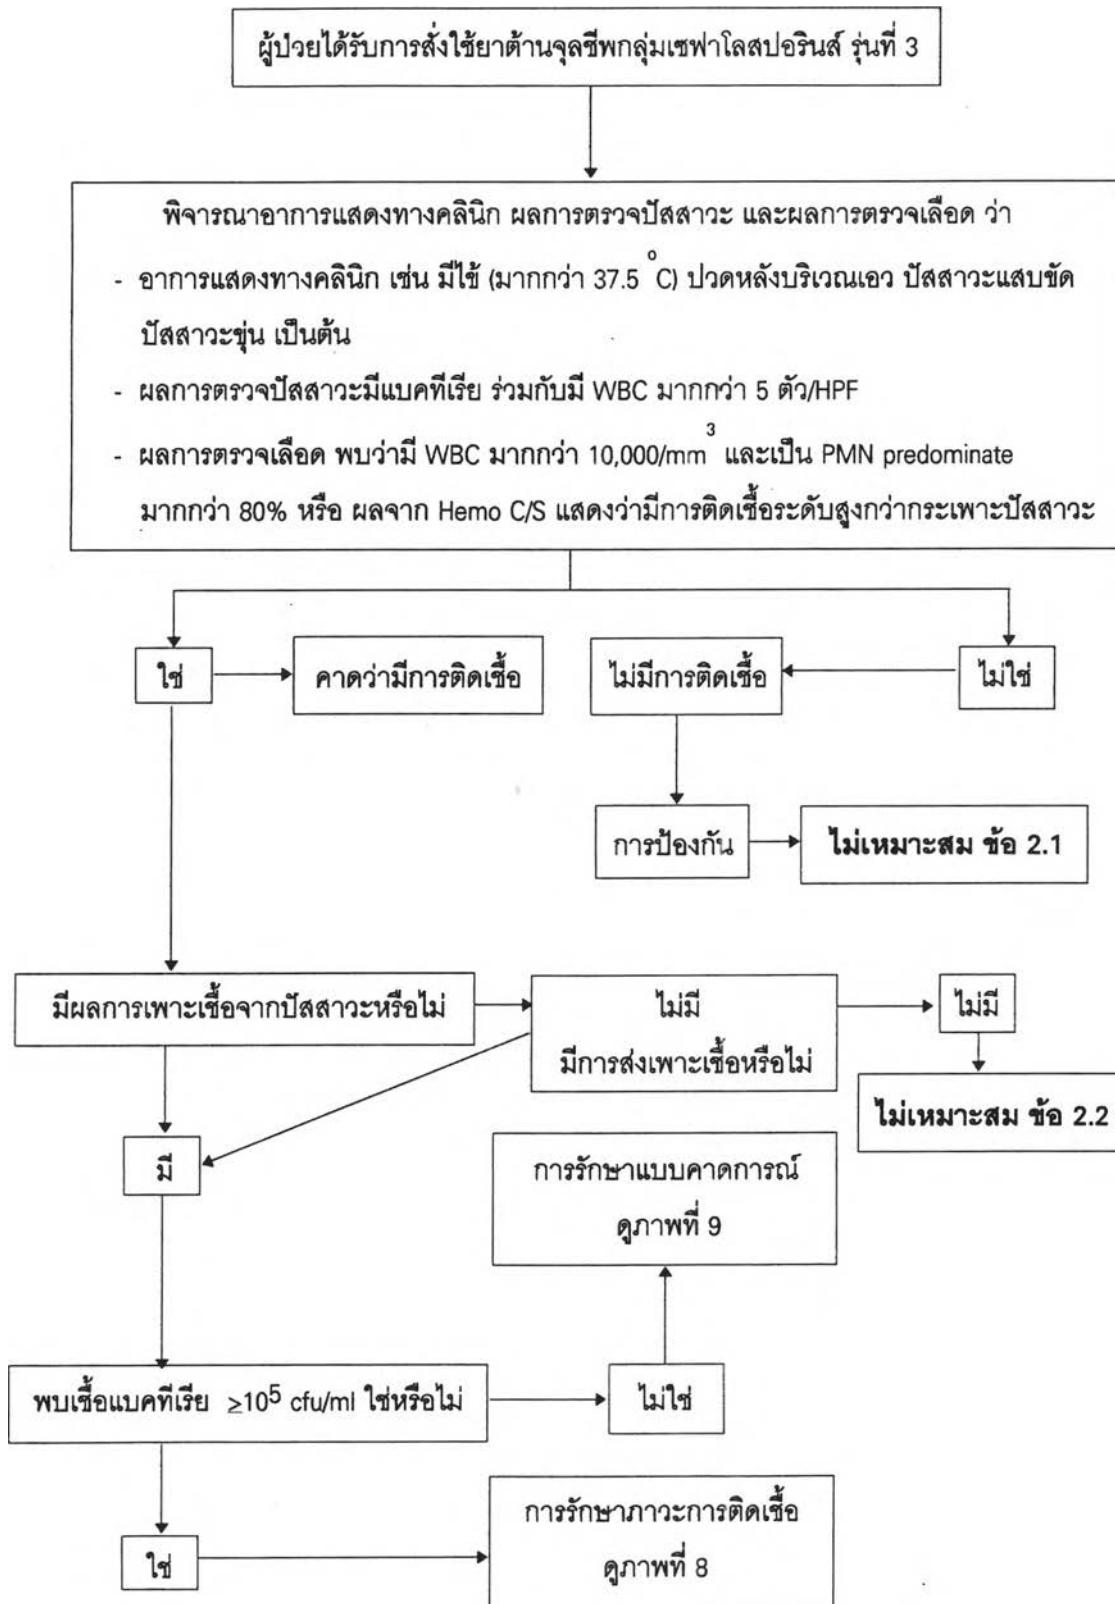 ผู้ป่วยได้รับการสั่งใช้ยาต้านจุลชีพกลุ่มเซฟาโลสปอรินส์ รุ่นที่ 3
พิจารณาอาการแสดงทางคลินิก ผลการตรวจปัสสาวะ และผลการตรวจเลือด ว่า
- อาการแสดงทางคลินิก เช่น มีไข้ (มากกว่า 37.5 °C) ปวดหลังบริเวณเอว ปัสสาวะแสบขัด
ปัสสาวะขุ่น เป็นต้น
- ผลการตรวจปัสสาวะมีแบคทีเรีย ร่วมกับมี WBC มากกว่า 5 ตัว/HPF
- ผลการตรวจเลือด พบว่ามี WBC มากกว่า 10,000/mm³ และเป็น PMN predominate
มากกว่า 80% หรือ ผลจาก Hemo C/S แสดงว่ามีการติดเชื้อระดับสูงกว่ากระเพาะปัสสาวะ
ใช่
คาดว่ามีการติดเชื้อ
ไม่มีการติดเชื้อ
ไม่ใช่
การป้องกัน
ไม่เหมาะสม ข้อ 2.1
มีผลการเพาะเชื้อจากปัสสาวะหรือไม่
ไม่มี
มีการส่งเพาะเชื้อหรือไม่
ไม่มี
ไม่เหมาะสม ข้อ 2.2
มี
การรักษาแบบคาดการณ์
ดูภาพที่ 9
พบเชื้อแบคทีเรีย ≥10⁵ cfu/ml ใช่หรือไม่
ไม่ใช่
ใช่
การรักษาภาวะการติดเชื้อ
ดูภาพที่ 8